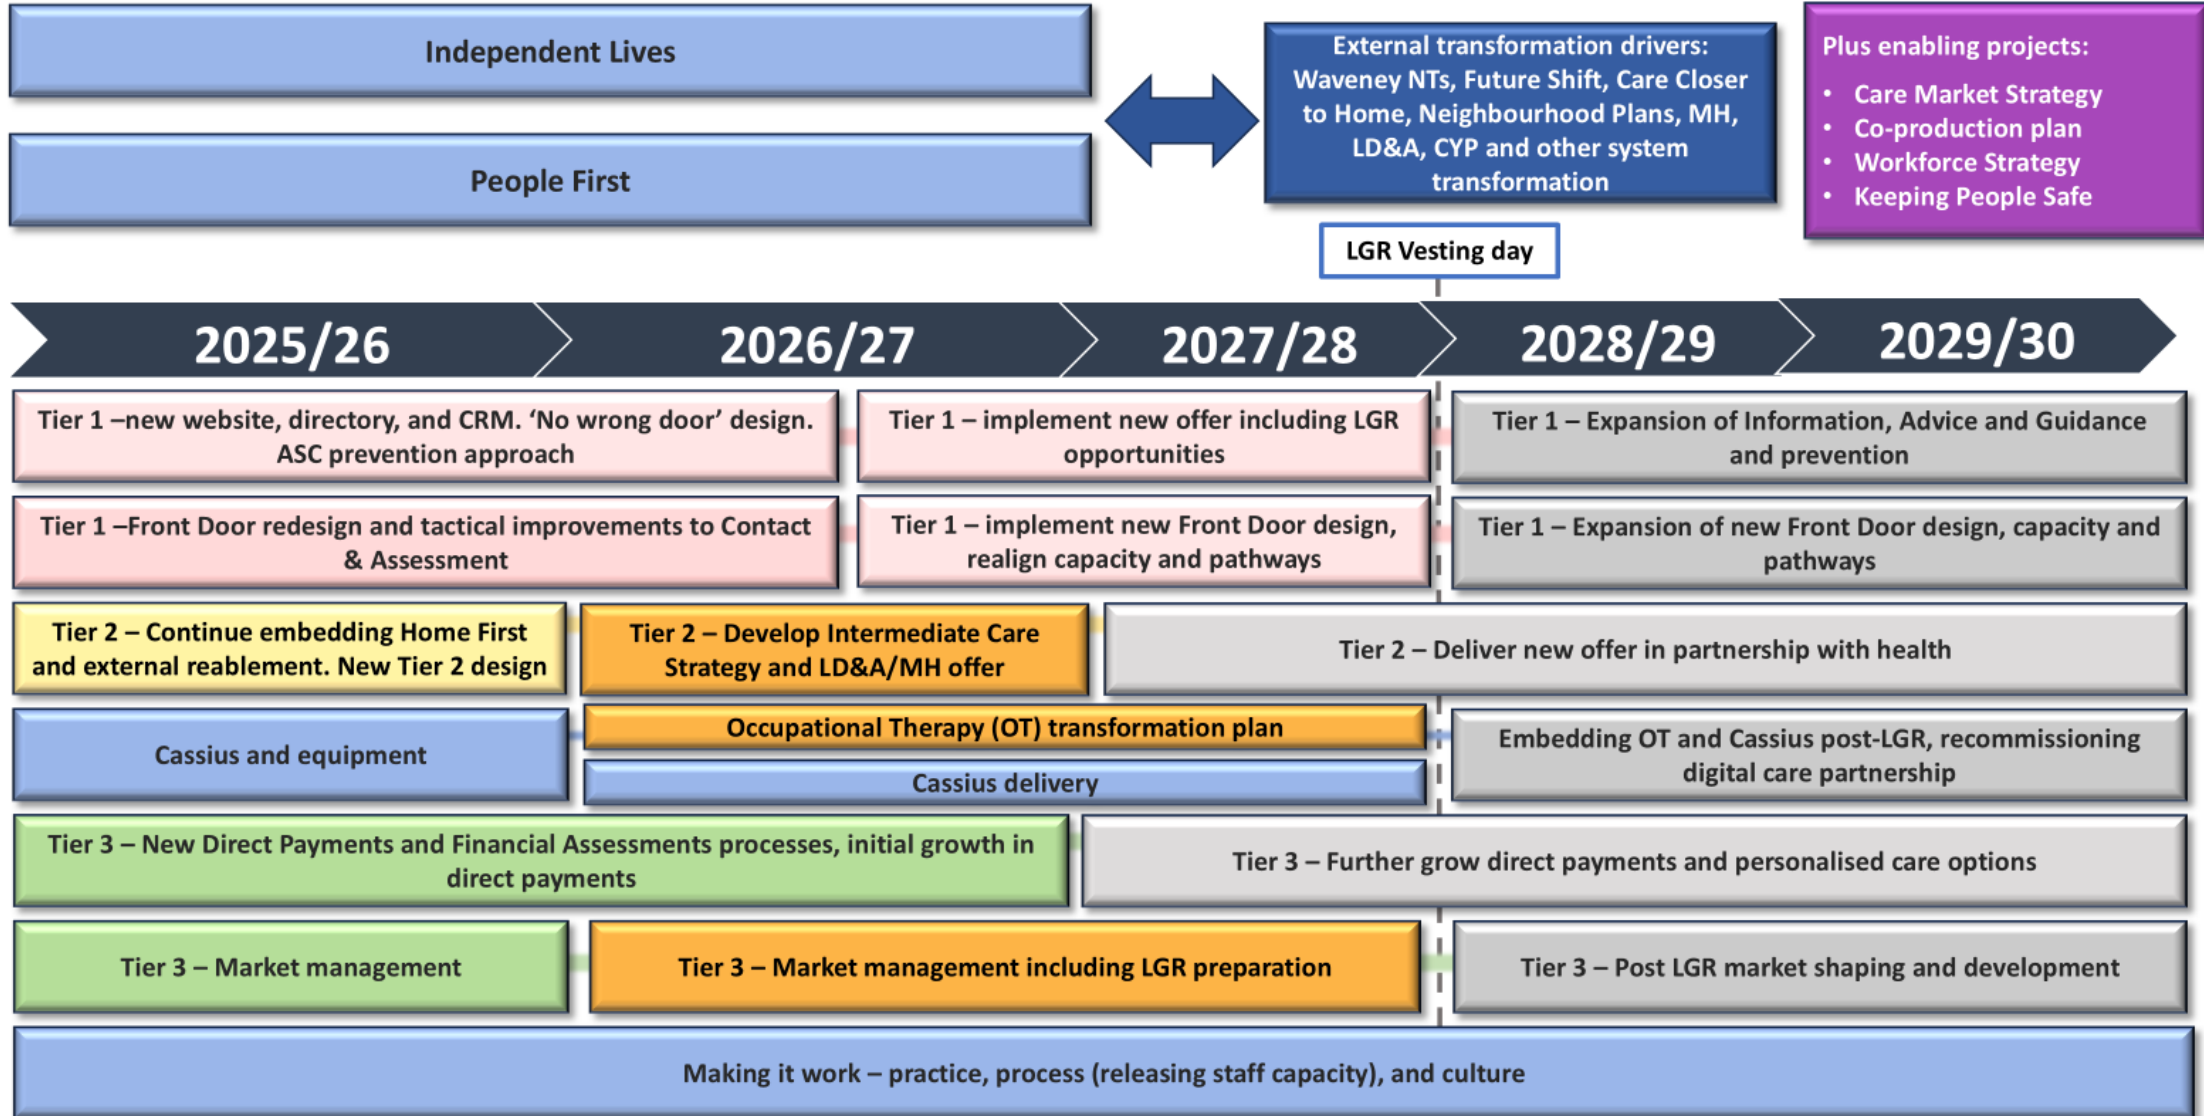 Independent Lives
People First
External transformation drivers:
Waveney NTs, Future Shift, Care Closer
to Home, Neighbourhood Plans, MH,
LD&A, CYP and other system
transformation
Plus enabling projects:
• Care Market Strategy
• Co-production plan
• Workforce Strategy
• Keeping People Safe
LGR Vesting day
2025/26
2026/27
2027/28
2028/29
2029/30
Tier 1 –new website, directory, and CRM. ‘No wrong door’ design.
ASC prevention approach
Tier 1 – implement new offer including LGR
opportunities
Tier 1 – Expansion of Information, Advice and Guidance
and prevention
Tier 1 –Front Door redesign and tactical improvements to Contact
& Assessment
Tier 1 – implement new Front Door design,
realign capacity and pathways
Tier 1 – Expansion of new Front Door design, capacity and
pathways
Tier 2 – Continue embedding Home First
and external reablement. New Tier 2 design
Tier 2 – Develop Intermediate Care
Strategy and LD&A/MH offer
Tier 2 – Deliver new offer in partnership with health
Cassius and equipment
Occupational Therapy (OT) transformation plan
Cassius delivery
Embedding OT and Cassius post-LGR, recommissioning
digital care partnership
Tier 3 – New Direct Payments and Financial Assessments processes, initial growth in
direct payments
Tier 3 – Further grow direct payments and personalised care options
Tier 3 – Market management
Tier 3 – Market management including LGR preparation
Tier 3 – Post LGR market shaping and development
Making it work – practice, process (releasing staff capacity), and culture